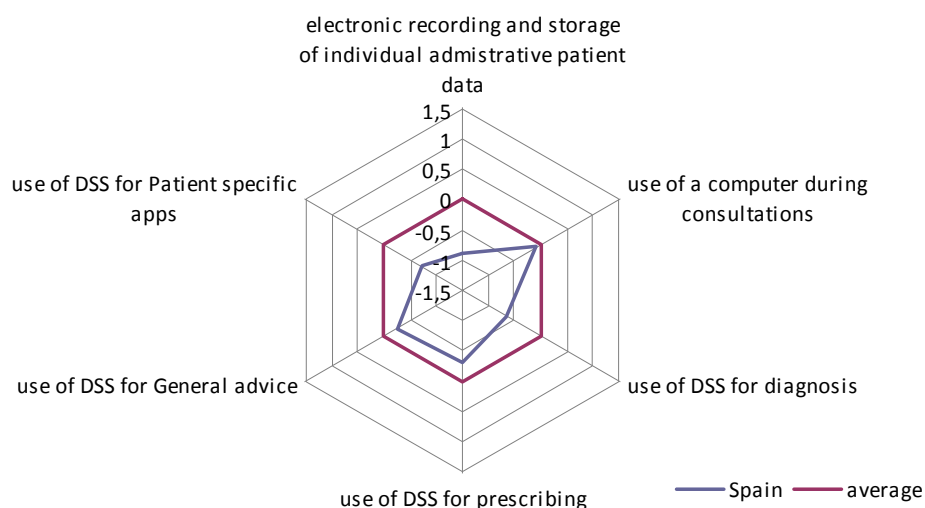 electronic recording and storage
of individual admistrative patient
data
1,5
1
0,5
0
-0,5
-1
-1,5
use of DSS for Patient specific
apps
use of a computer during
consultations
use of DSS for General advice
use of DSS for diagnosis
use of DSS for prescribing
Spain
average